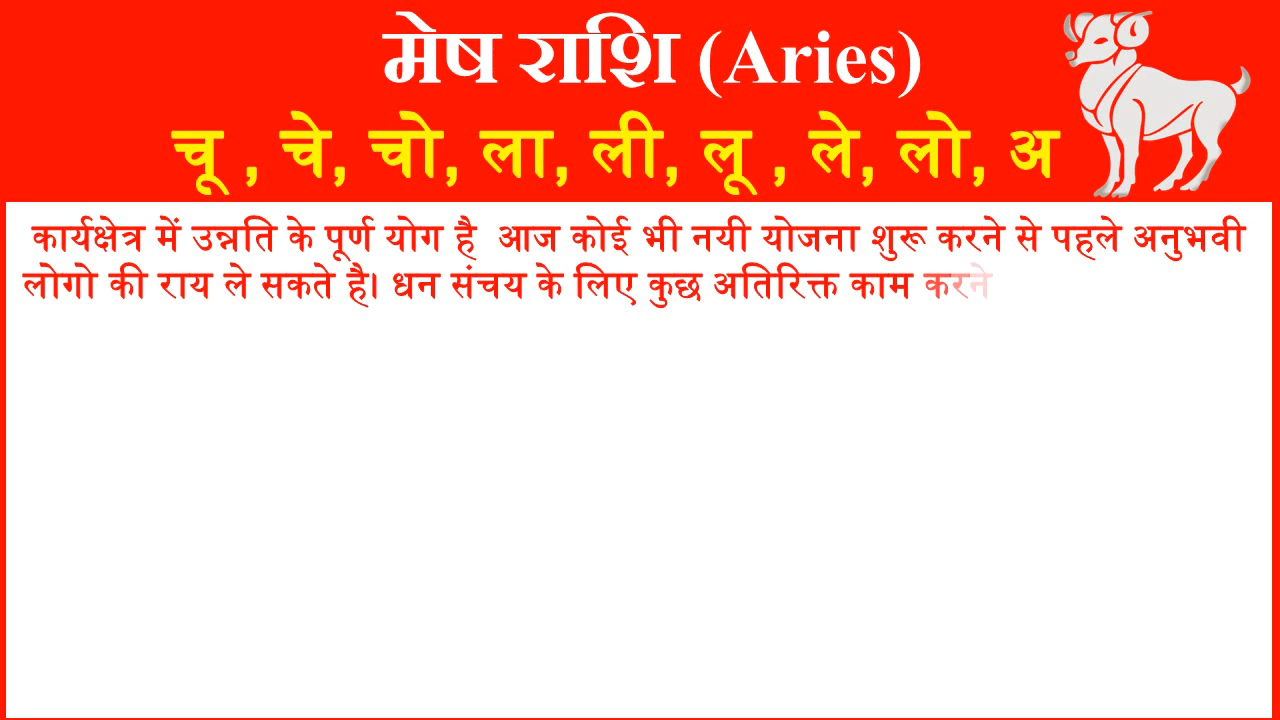 मेष राशि (Aries)
चू , चे, चो, ला, ली, लू , ले, लो, अ
कार्यक्षेत्र में उन्नति के पूर्ण योग है आज कोई भी नयी योजना शुरू करने से पहले अनुभवी
लोगो की राय ले सकते है। धन संचय के लिए कुछ अतिरिक्त काम करने